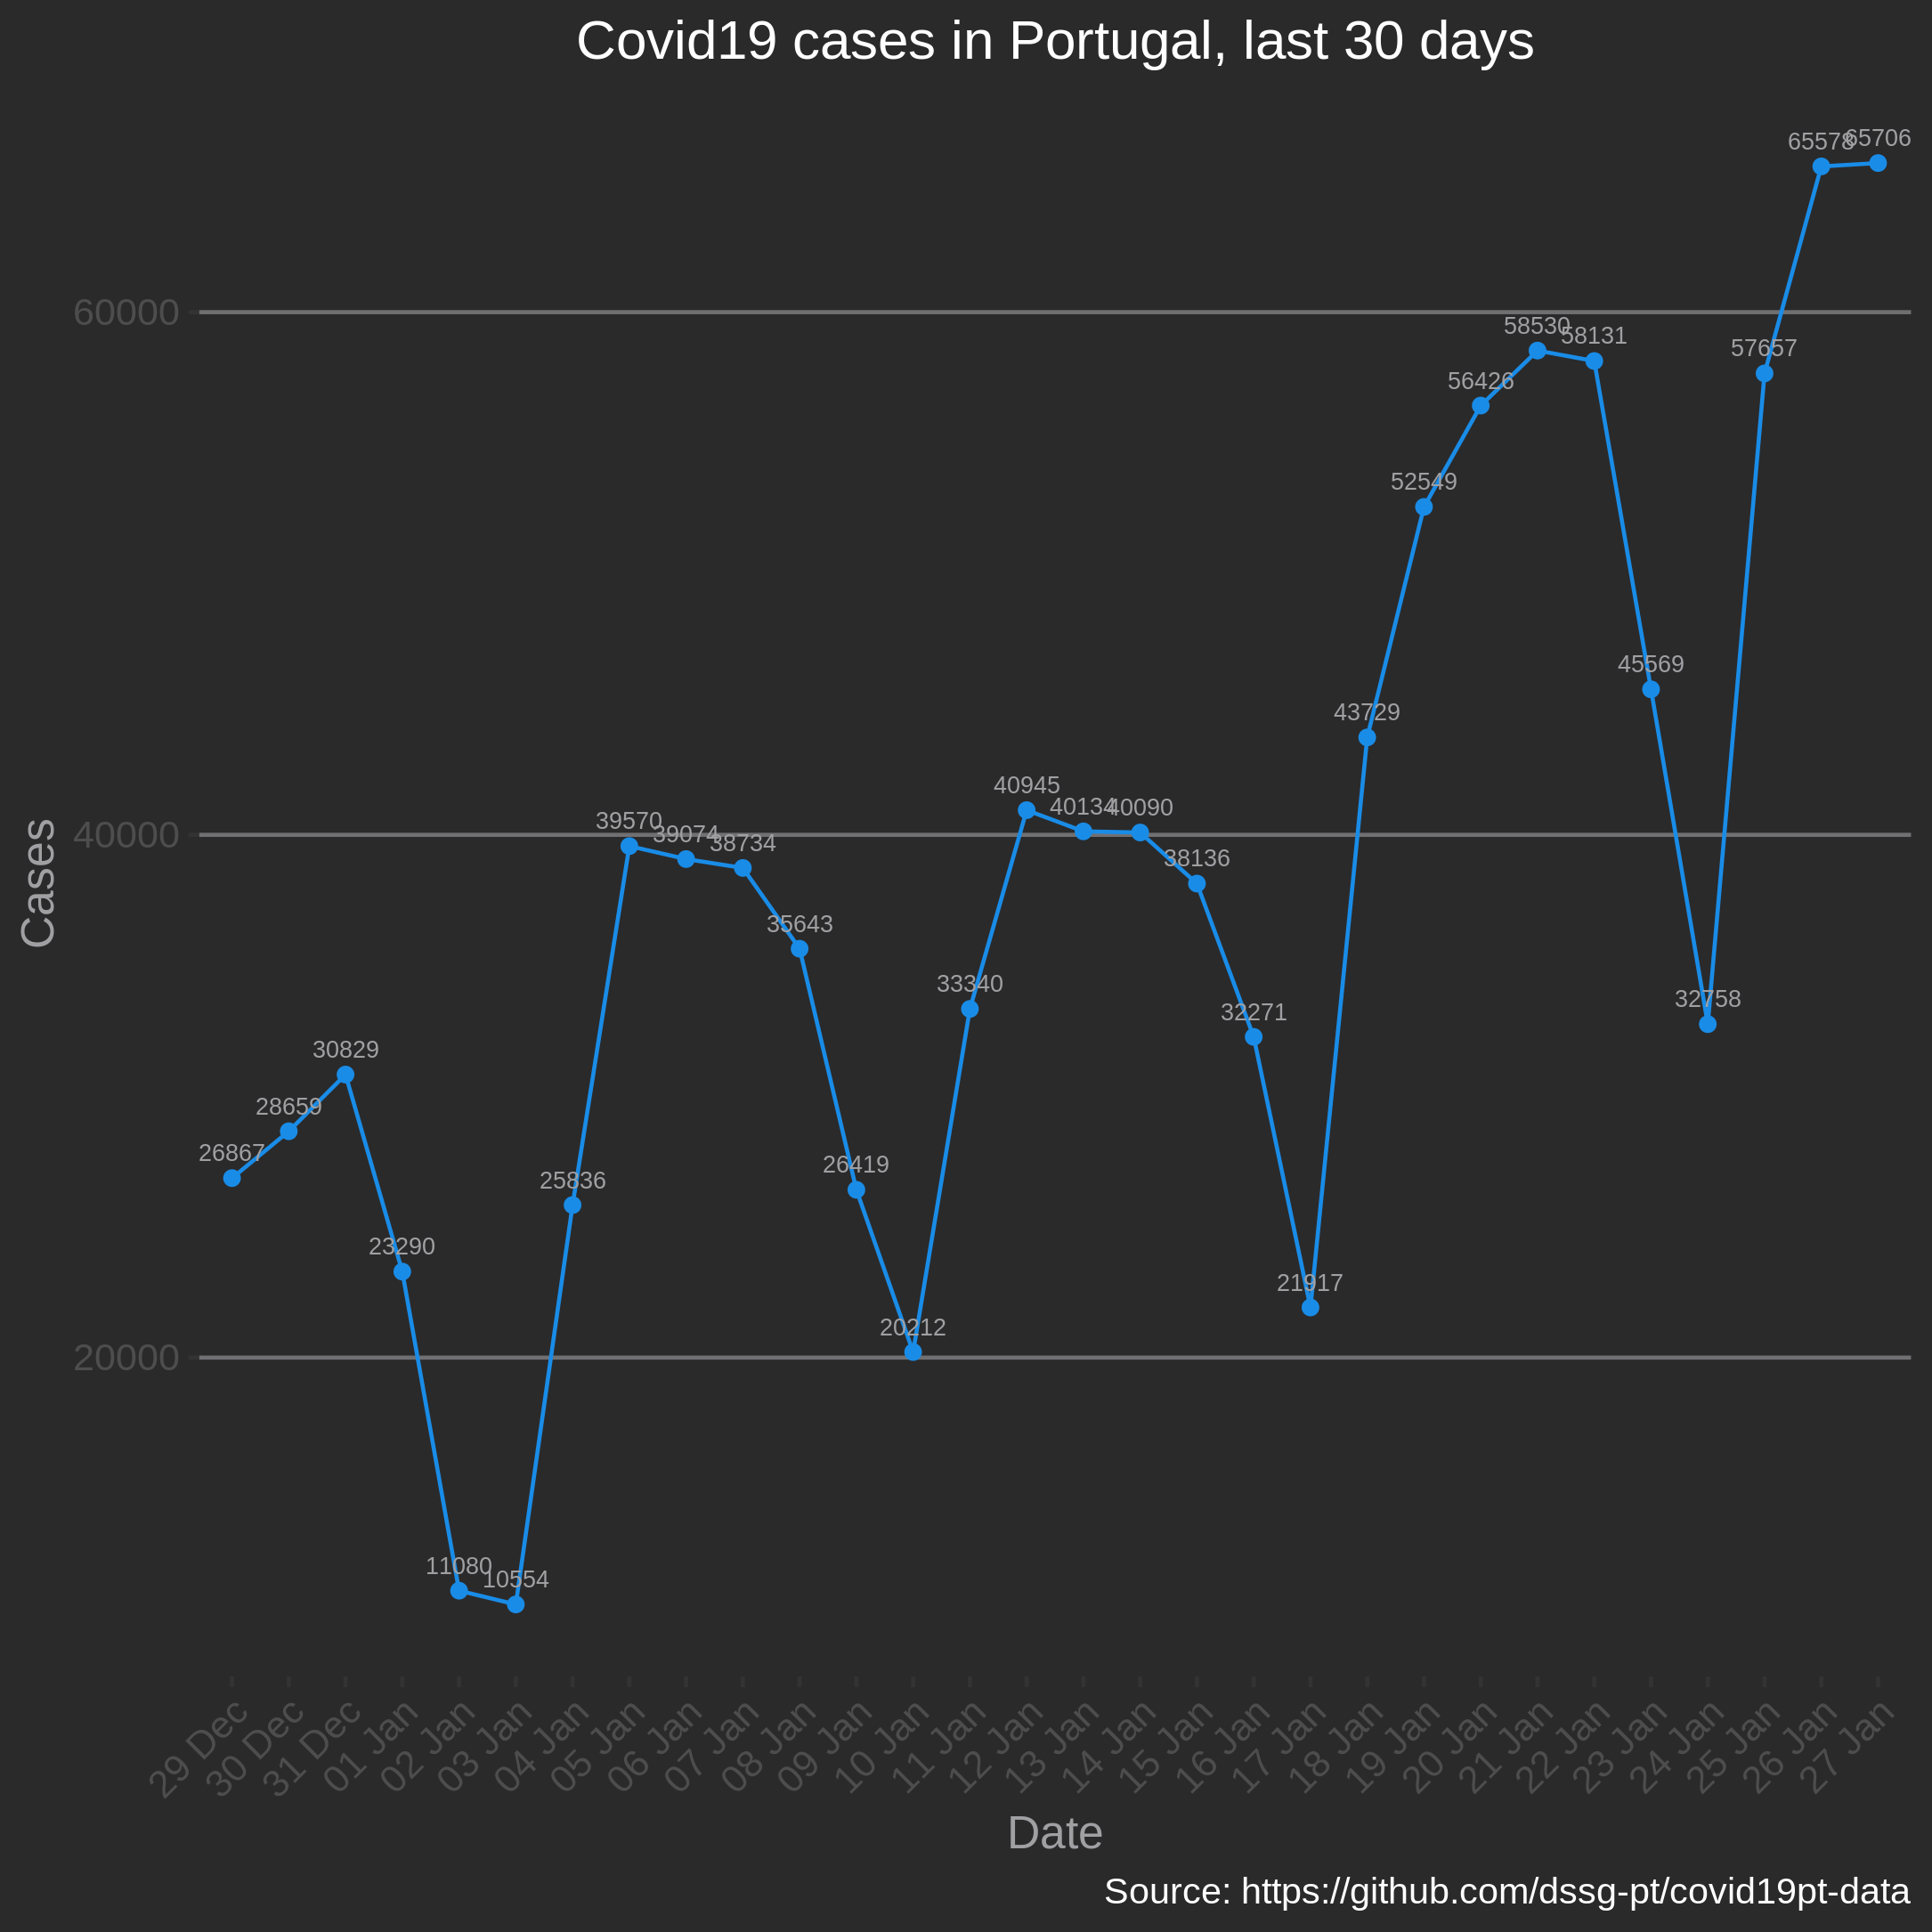 Covid19 cases in Portugal, last 30 days
65578
65706
60000
58530
58131
57657
56426
52549
45569
43729
40945
40134
40090
39570
39074
38734
40000
38136
35643
33340
32758
32271
30829
28659
26867
26419
25836
23290
21917
20212
20000
11080
10554
Cases
29 Dec
30 Dec
31 Dec
01 Jan
02 Jan
03 Jan
04 Jan
05 Jan
06 Jan
07 Jan
08 Jan
09 Jan
10 Jan
11 Jan
12 Jan
13 Jan
14 Jan
15 Jan
16 Jan
17 Jan
18 Jan
19 Jan
20 Jan
21 Jan
22 Jan
23 Jan
24 Jan
25 Jan
26 Jan
27 Jan
Date
Source: https://github.com/dssg-pt/covid19pt-data